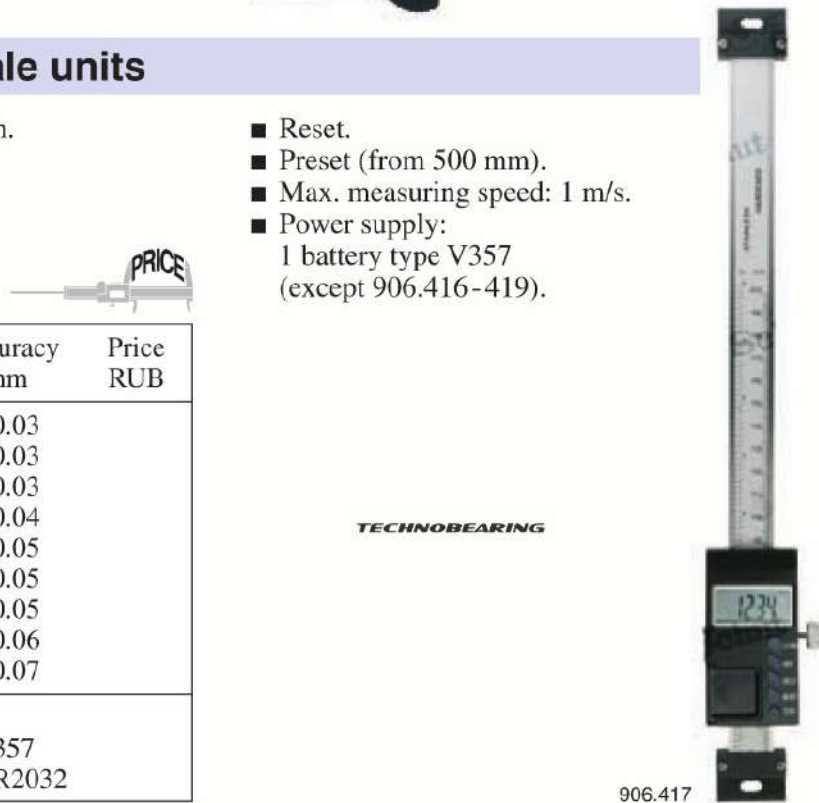 ale units
n.
■ Reset.
■ Preset (from 500 mm).
■ Max. measuring speed: 1 m/s.
■ Power supply:
1 battery type V357
(except 906.416-419).
PRICE
uracy Price
nm RUB
0.03
0.03
0.03
0.04
0.05
0.05
0.05
0.06
0.07
357
R2032
TECHNOBEARING
1234
906.417